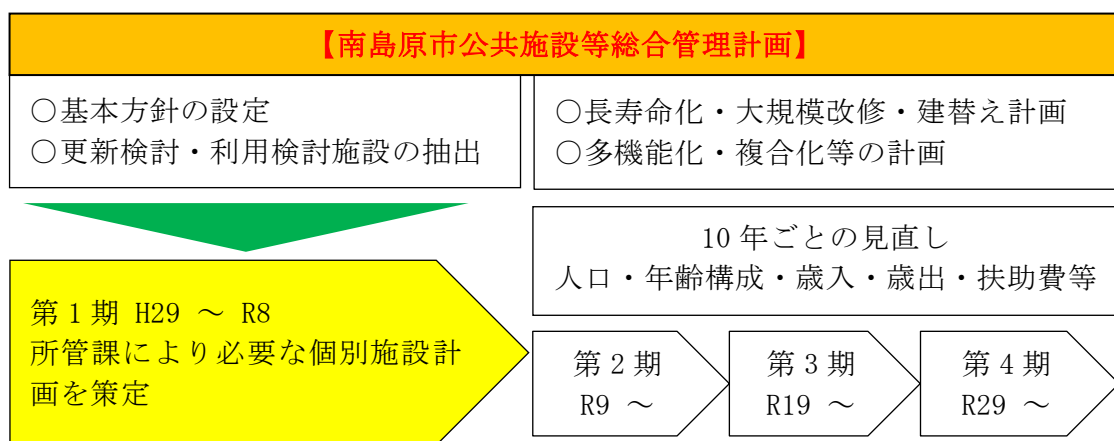 【南島原市公共施設等総合管理計画】
○基本方針の設定
○更新検討・利用検討施設の抽出
○長寿命化・大規模改修・建替え計画
○多機能化・複合化等の計画
10 年ごとの見直し
人口・年齢構成・歳入・歳出・扶助費等
第 1 期 H29 ～ R8
所管課により必要な個別施設計
画を策定
第 2 期
R9 ～
第 3 期
R19 ～
第 4 期
R29 ～